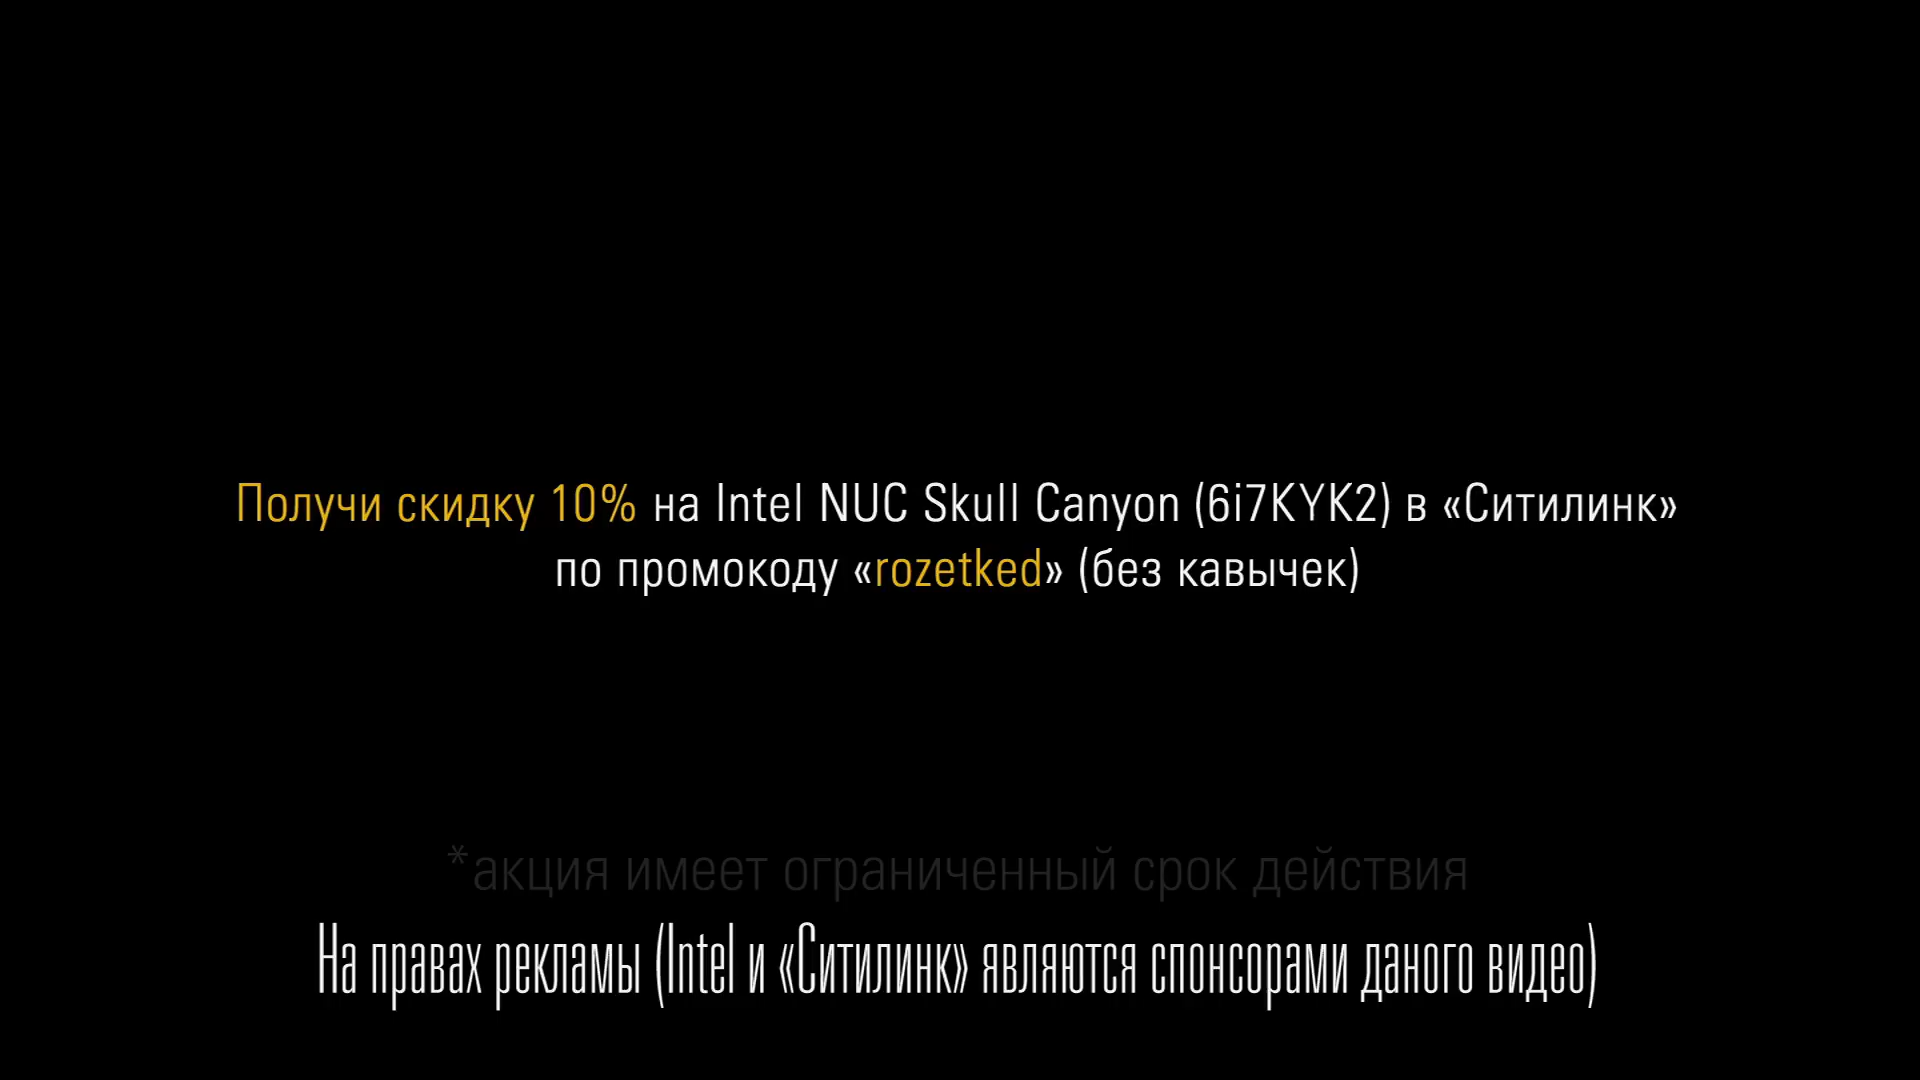 Получи скидку 10% на Intel NUC Skull Canyon (6i7KYK2) в «Ситилинк»
по промокоду «rozetked» (без кавычек)
*акция имеет ограниченный срок действия
На правах рекламы (Intel и «Ситилинк» являются спонсорами даного видео)